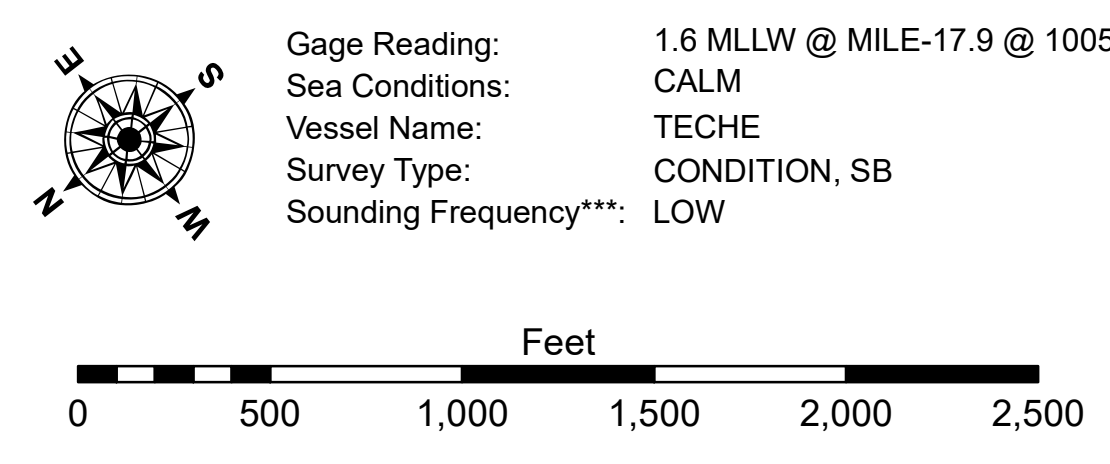 E
S
N
W
Gage Reading: 1.6 MLLW @ MILE-17.9 @ 1005
Sea Conditions: CALM
Vessel Name: TECHE
Survey Type: CONDITION, SB
Sounding Frequency***: LOW
Feet
0 500 1,000 1,500 2,000 2,500